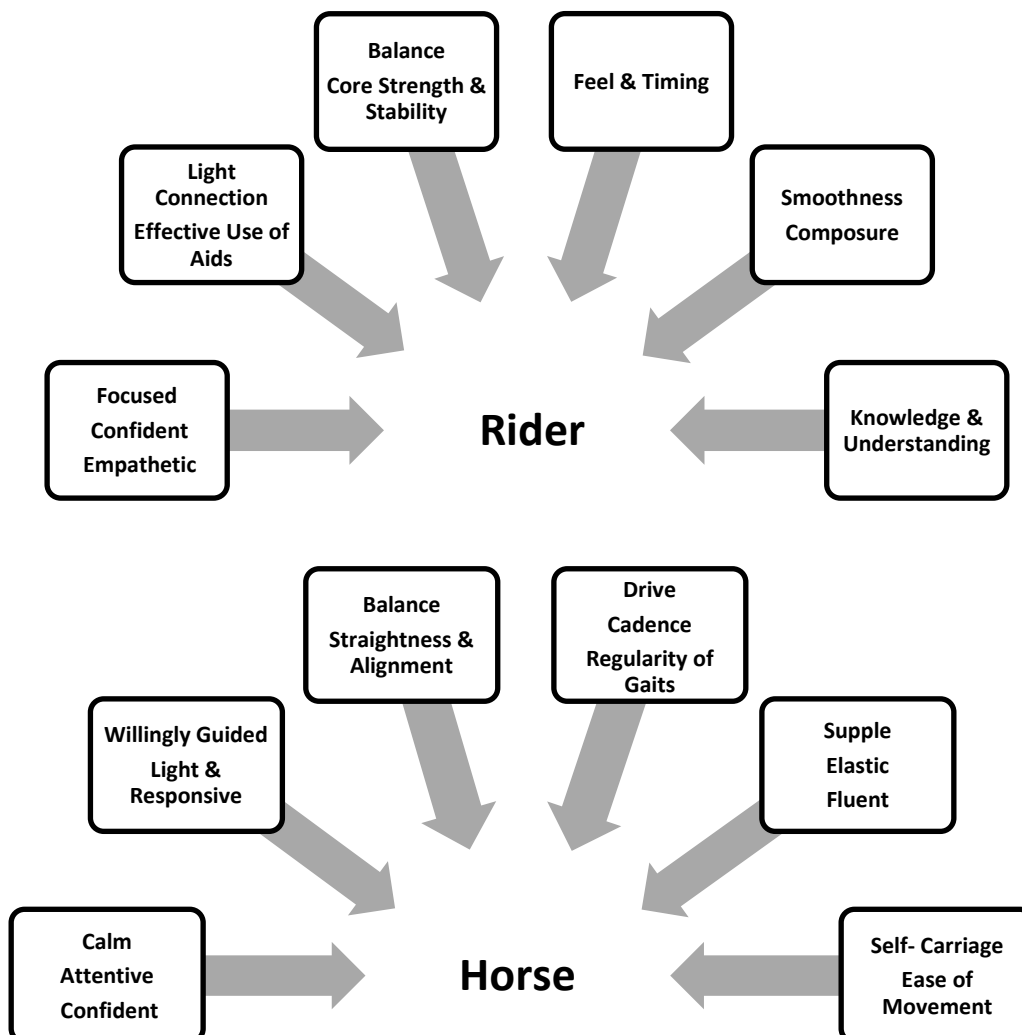 Balance
Core Strength &
Stability
Feel & Timing
Light
Connection
Effective Use of
Aids
Smoothness
Composure
Focused
Confident
Empathetic
Rider
Knowledge &
Understanding
Balance
Straightness &
Alignment
Drive
Cadence
Regularity of
Gaits
Willingly Guided
Light &
Responsive
Supple
Elastic
Fluent
Calm
Attentive
Confident
Horse
Self- Carriage
Ease of
Movement